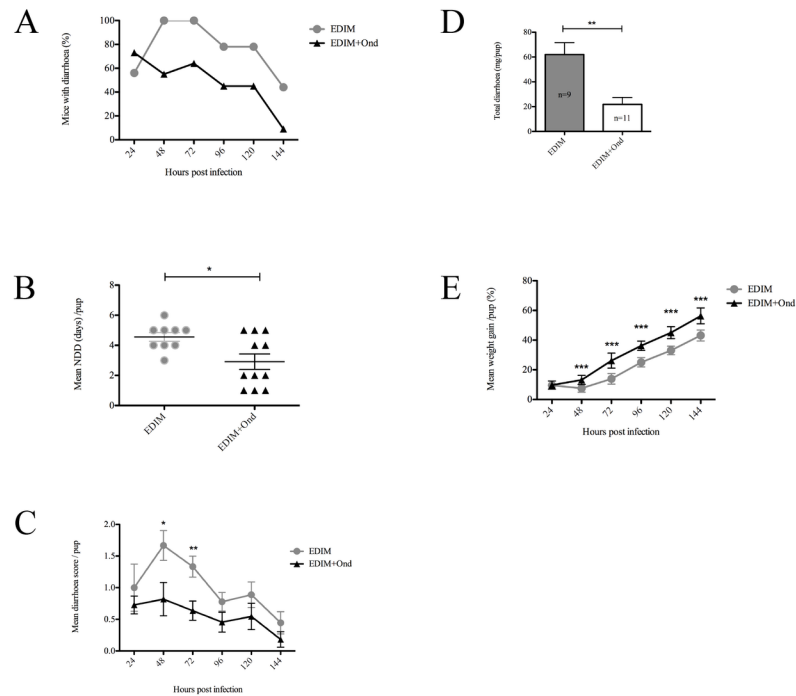 A
Mice with diarrhoea (%)
100
80
60
40
20
0
24 48 72 96 120 144
Hours post infection
EDIM
EDIM+Ond
B
Mean NDD (days) /pup
8
6
4
2
0
*
EDIM EDIM+Ond
C
Mean diarrhoea score / pup
2.0
1.5
1.0
0.5
0.0
* **
24 48 72 96 120 144
Hours post infection
EDIM
EDIM+Ond
D
Total diarrhoea (mg/pup)
80
60
40
20
0
**
n=9
n=11
EDIM EDIM+Ond
E
Mean weight gain /pup (%)
80
60
40
20
0
*** *** *** *** ***
24 48 72 96 120 144
Hours post infection
EDIM
EDIM+Ond